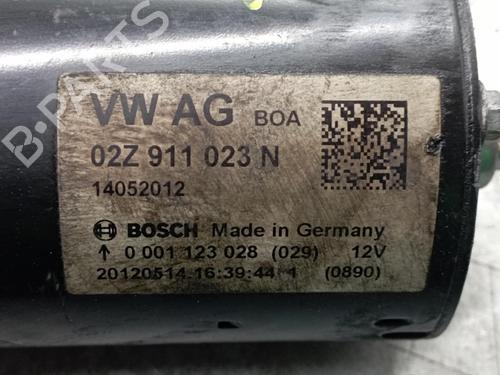 VW AG BOA
02Z 911 023 N
14052012
BOSCH Made in Germany
↑ 0 001 123 028 (029) 12V
20120514 16:39:44 1 (0890)
B-PARTS